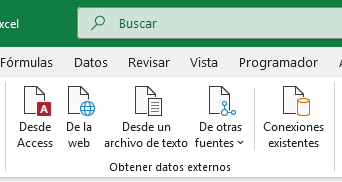 xcel
Buscar
Fórmulas Datos Revisar Vista Programador
Desde Access
De la web
Desde un archivo de texto
De otras fuentes
Conexiones existentes
Obtener datos externos